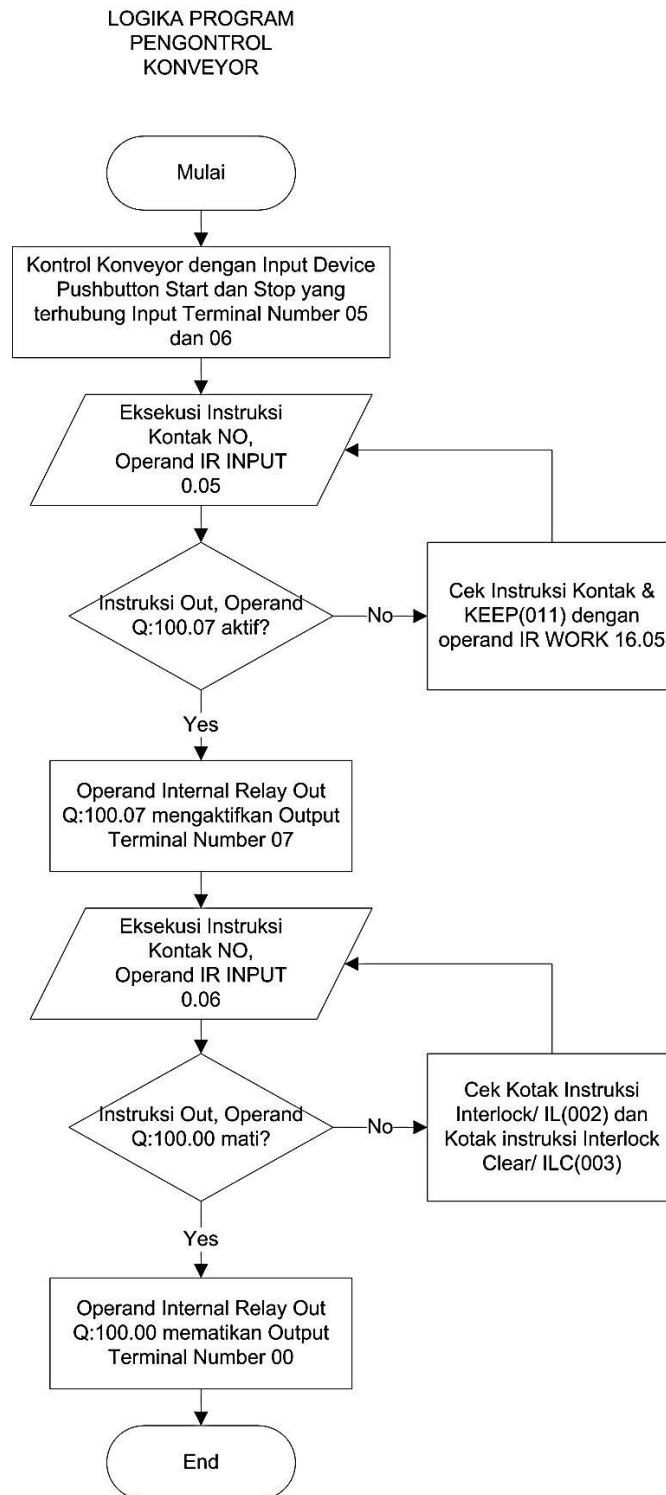 LOGIKA PROGRAM
PENGONTROL
KONVEYOR
Mulai
Kontrol Konveyor dengan Input Device
Pushbutton Start dan Stop yang
terhubung Input Terminal Number 05
dan 06
Eksekusi Instruksi
Kontak NO,
Operand IR INPUT
0.05
Instruksi Out, Operand
Q:100.07 aktif?
No
Cek Instruksi Kontak &
KEEP(011) dengan
operand IR WORK 16.05
Yes
Operand Internal Relay Out
Q:100.07 mengaktifkan Output
Terminal Number 07
Eksekusi Instruksi
Kontak NO,
Operand IR INPUT
0.06
Instruksi Out, Operand
Q:100.00 mati?
No
Cek Kotak Instruksi
Interlock/ IL(002) dan
Kotak instruksi Interlock
Clear/ ILC(003)
Yes
Operand Internal Relay Out
Q:100.00 mematikan Output
Terminal Number 00
End